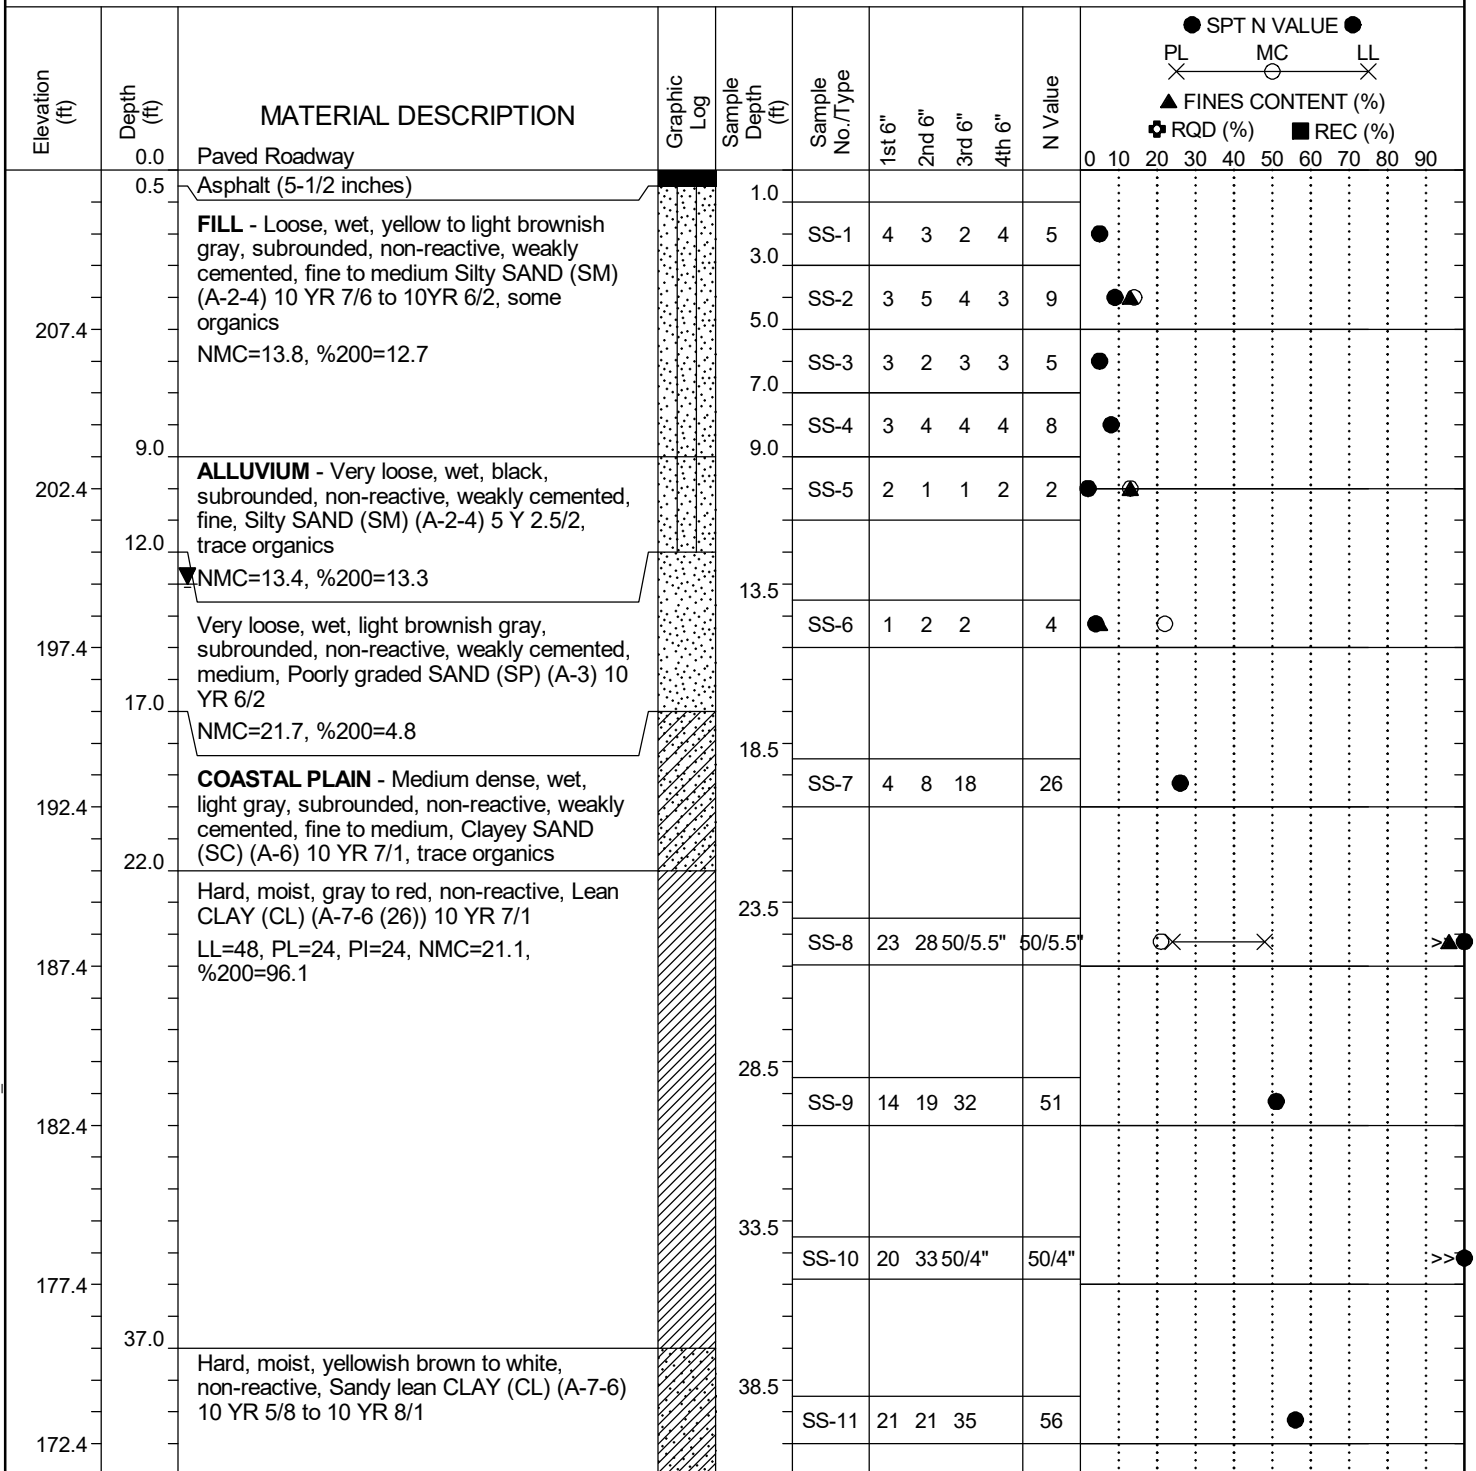 Elevation (ft)
Depth (ft)
MATERIAL DESCRIPTION
Graphic Log
Sample Depth (ft)
Sample No./Type
1st 6"
2nd 6"
3rd 6"
4th 6"
N Value
SPT N VALUE
PL MC LL
FINES CONTENT (%)
RQD (%) REC (%)
0 10 20 30 40 50 60 70 80 90
0.0 Paved Roadway
0.5 Asphalt (5-1/2 inches)
1.0
FILL - Loose, wet, yellow to light brownish
gray, subrounded, non-reactive, weakly
cemented, fine to medium Silty SAND (SM)
(A-2-4) 10 YR 7/6 to 10YR 6/2, some
organics
NMC=13.8, %200=12.7
SS-1 4 3 2 4 5
3.0
SS-2 3 5 4 3 9
5.0
207.4
SS-3 3 2 3 3 5
7.0
SS-4 3 4 4 4 8
9.0
9.0
ALLUVIUM - Very loose, wet, black,
subrounded, non-reactive, weakly cemented,
fine, Silty SAND (SM) (A-2-4) 5 Y 2.5/2,
trace organics
NMC=13.4, %200=13.3
202.4
SS-5 2 1 1 2 2
12.0
13.5
Very loose, wet, light brownish gray,
subrounded, non-reactive, weakly cemented,
medium, Poorly graded SAND (SP) (A-3) 10
YR 6/2
NMC=21.7, %200=4.8
SS-6 1 2 2 4
197.4
17.0
18.5
COASTAL PLAIN - Medium dense, wet,
light gray, subrounded, non-reactive, weakly
cemented, fine to medium, Clayey SAND
(SC) (A-6) 10 YR 7/1, trace organics
SS-7 4 8 18 26
192.4
22.0
Hard, moist, gray to red, non-reactive, Lean
CLAY (CL) (A-7-6 (26)) 10 YR 7/1
LL=48, PL=24, PI=24, NMC=21.1,
%200=96.1
23.5
SS-8 23 28 50/5.5" 50/5.5" >
187.4
28.5
SS-9 14 19 32 51
182.4
33.5
SS-10 20 33 50/4" 50/4" >>
177.4
37.0
Hard, moist, yellowish brown to white,
non-reactive, Sandy lean CLAY (CL) (A-7-6)
10 YR 5/8 to 10 YR 8/1
38.5
SS-11 21 21 35 56
172.4